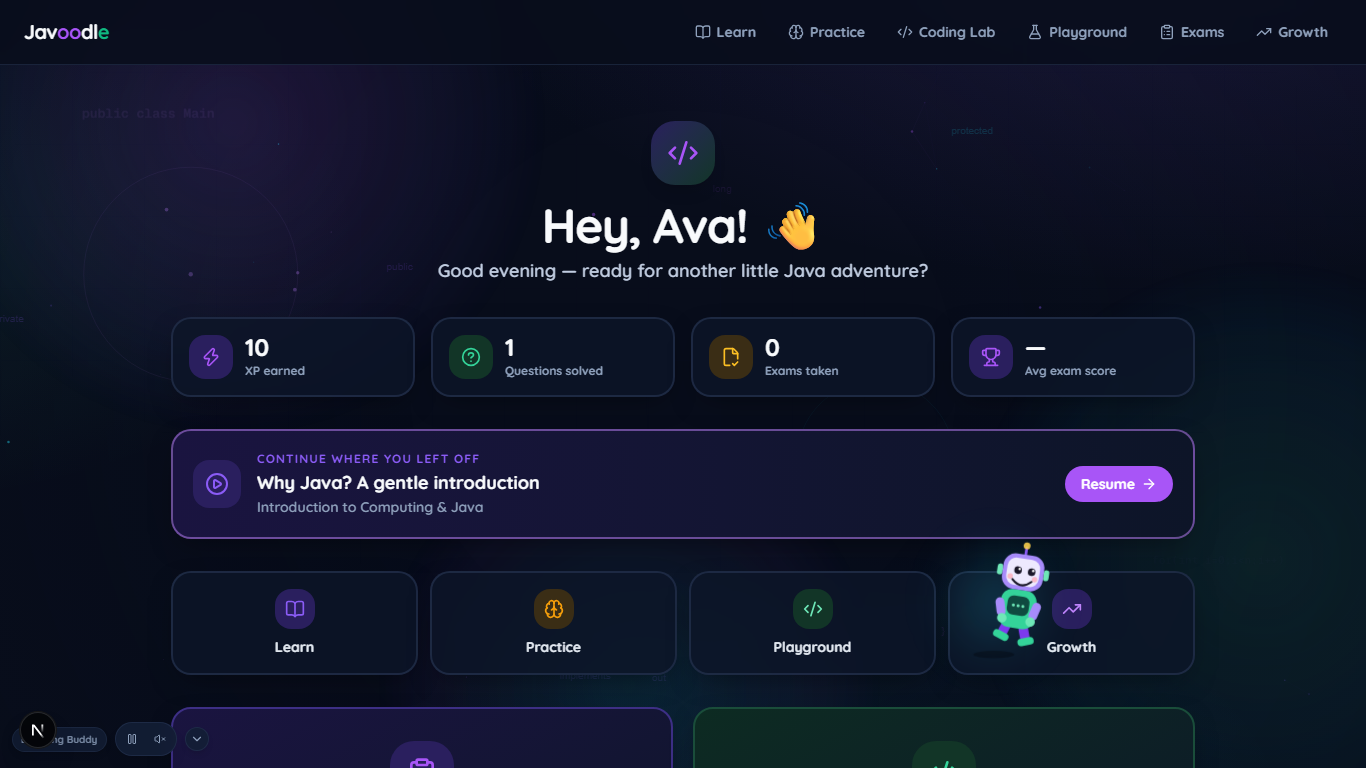 Javoodle
Learn
Practice
Coding Lab
Playground
Exams
Growth
public class Main
protected
long
public
Hey, Ava!
Good evening — ready for another little Java adventure?
10
XP earned
1
Questions solved
0
Exams taken
—
Avg exam score
CONTINUE WHERE YOU LEFT OFF
Why Java? A gentle introduction
Introduction to Computing & Java
Resume
Learn
Practice
Playground
Growth
N
Buddy